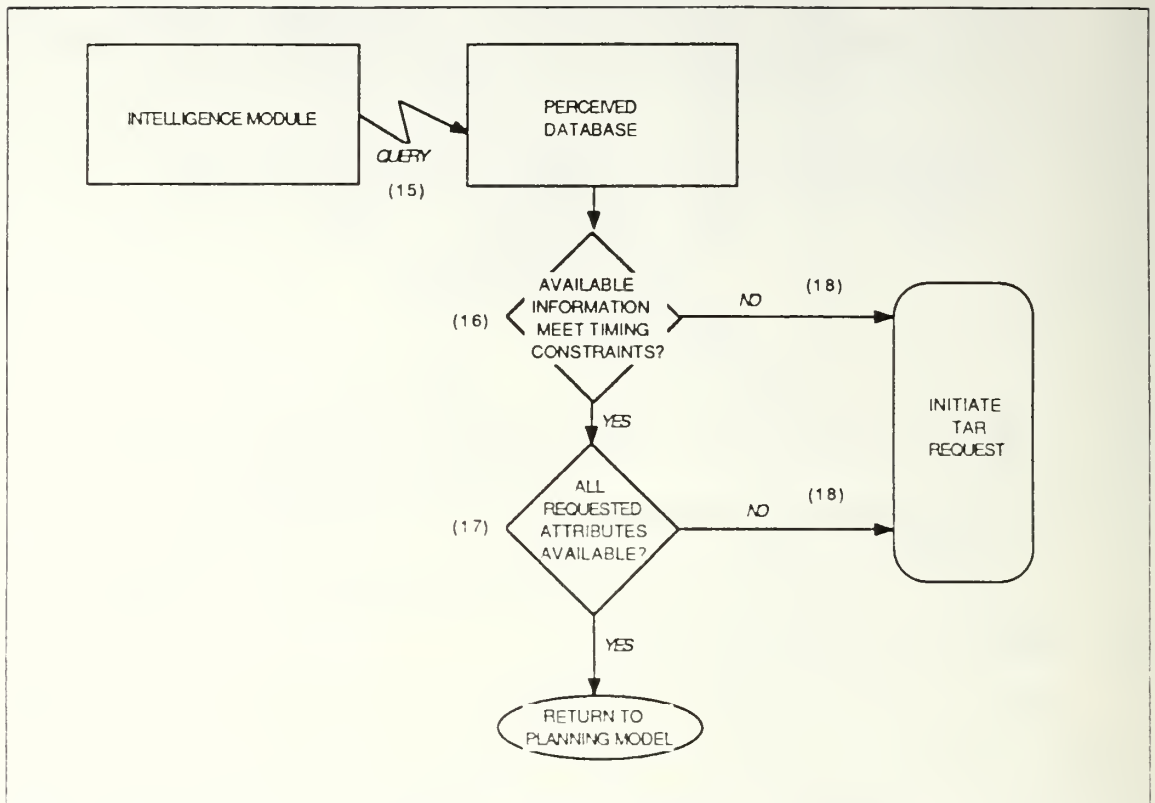 INTELLIGENCE MODULE
QUERY
(15)
PERCEIVED
DATABASE
(16)
AVAILABLE
INFORMATION
MEET TIMING
CONSTRAINTS?
NO
(18)
YES
(17)
ALL
REQUESTED
ATTRIBUTES
AVAILABLE?
NO
(18)
INITIATE
TAR
REQUEST
YES
RETURN TO
PLANNING MODEL